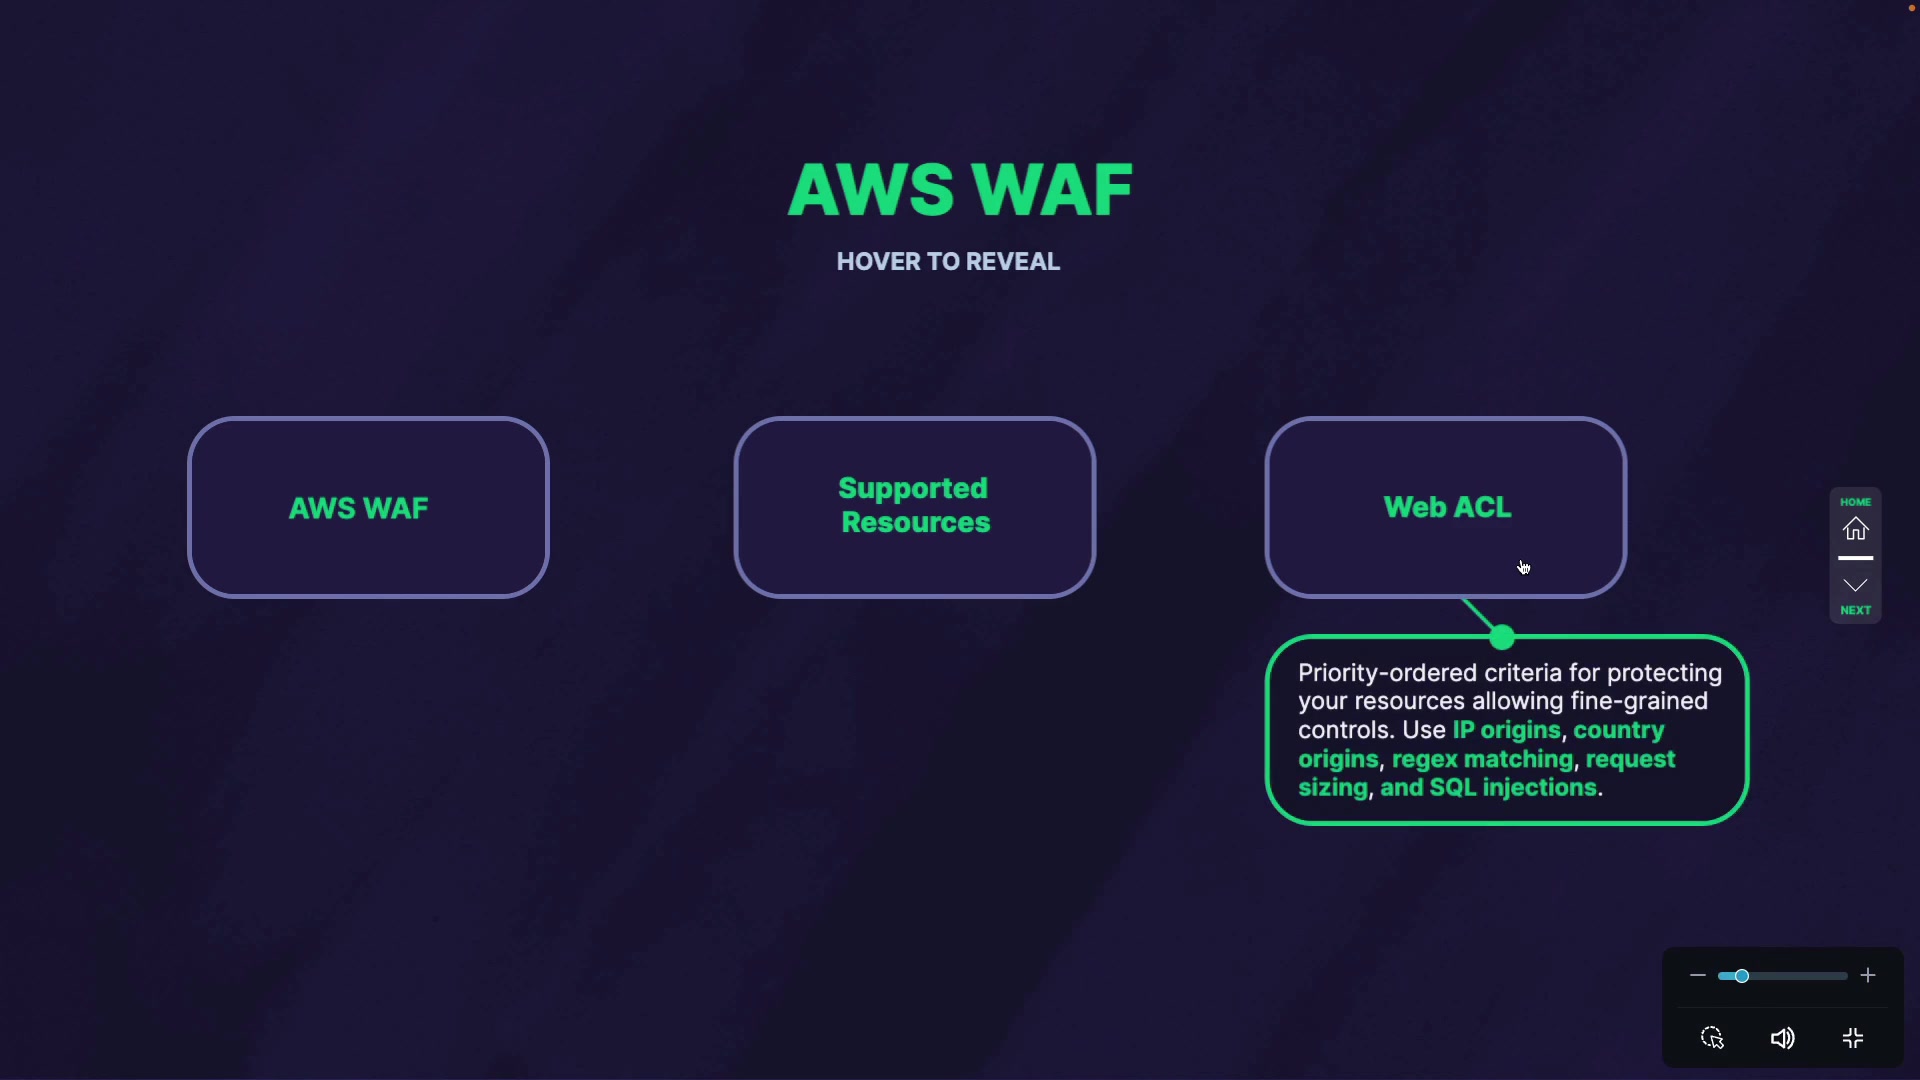 AWS WAF
HOVER TO REVEAL
AWS WAF
Supported
Resources
Web ACL
Priority-ordered criteria for protecting
your resources allowing fine-grained
controls. Use IP origins, country
origins, regex matching, request
sizing, and SQL injections.
HOME
NEXT